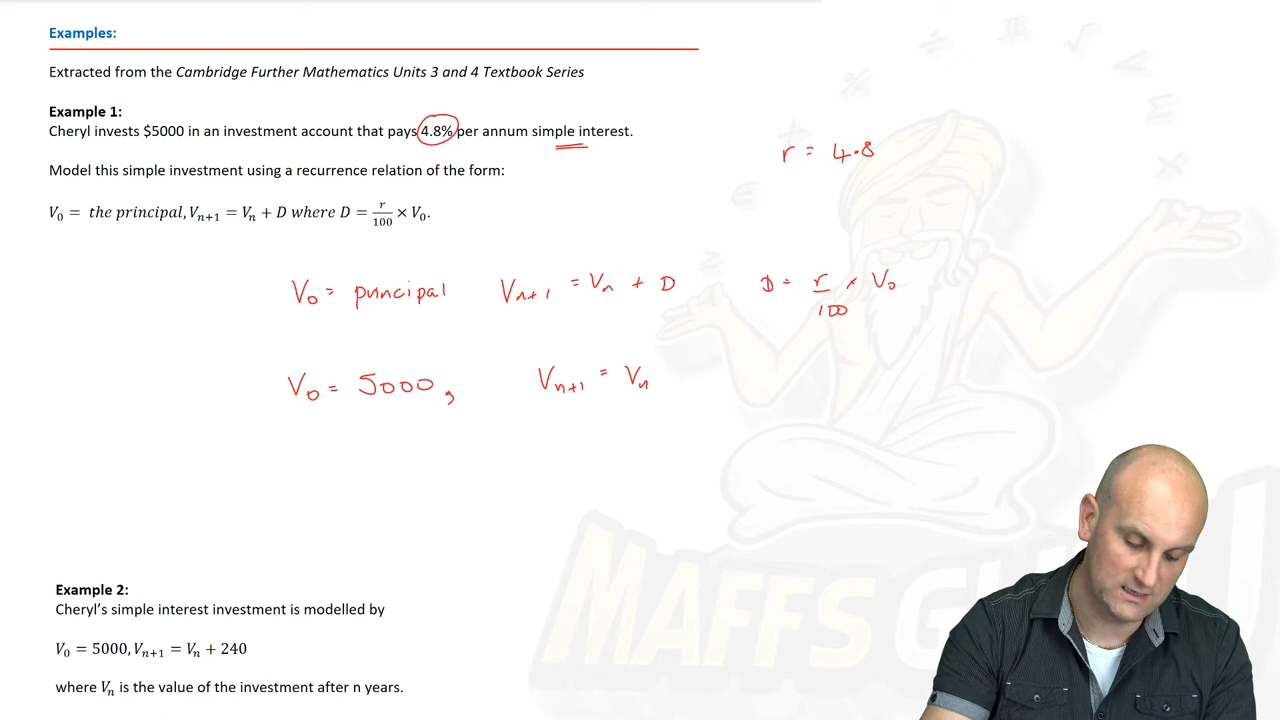 Examples:
Extracted from the Cambridge Further Mathematics Units 3 and 4 Textbook Series
Example 1:
Cheryl invests $5000 in an investment account that pays 4.8% per annum simple interest.
r = 4.8
Model this simple investment using a recurrence relation of the form:
V₀ = the principal, Vₙ₊₁ = Vₙ + D where D = r/100 × V₀.
V₀ = principal Vₙ₊₁ = Vₙ + D D = r/100 × V₀
V₀ = 5000, Vₙ₊₁ = Vₙ
MAFFS GU
Example 2:
Cheryl’s simple interest investment is modelled by
V₀ = 5000, Vₙ₊₁ = Vₙ + 240
where Vₙ is the value of the investment after n years.